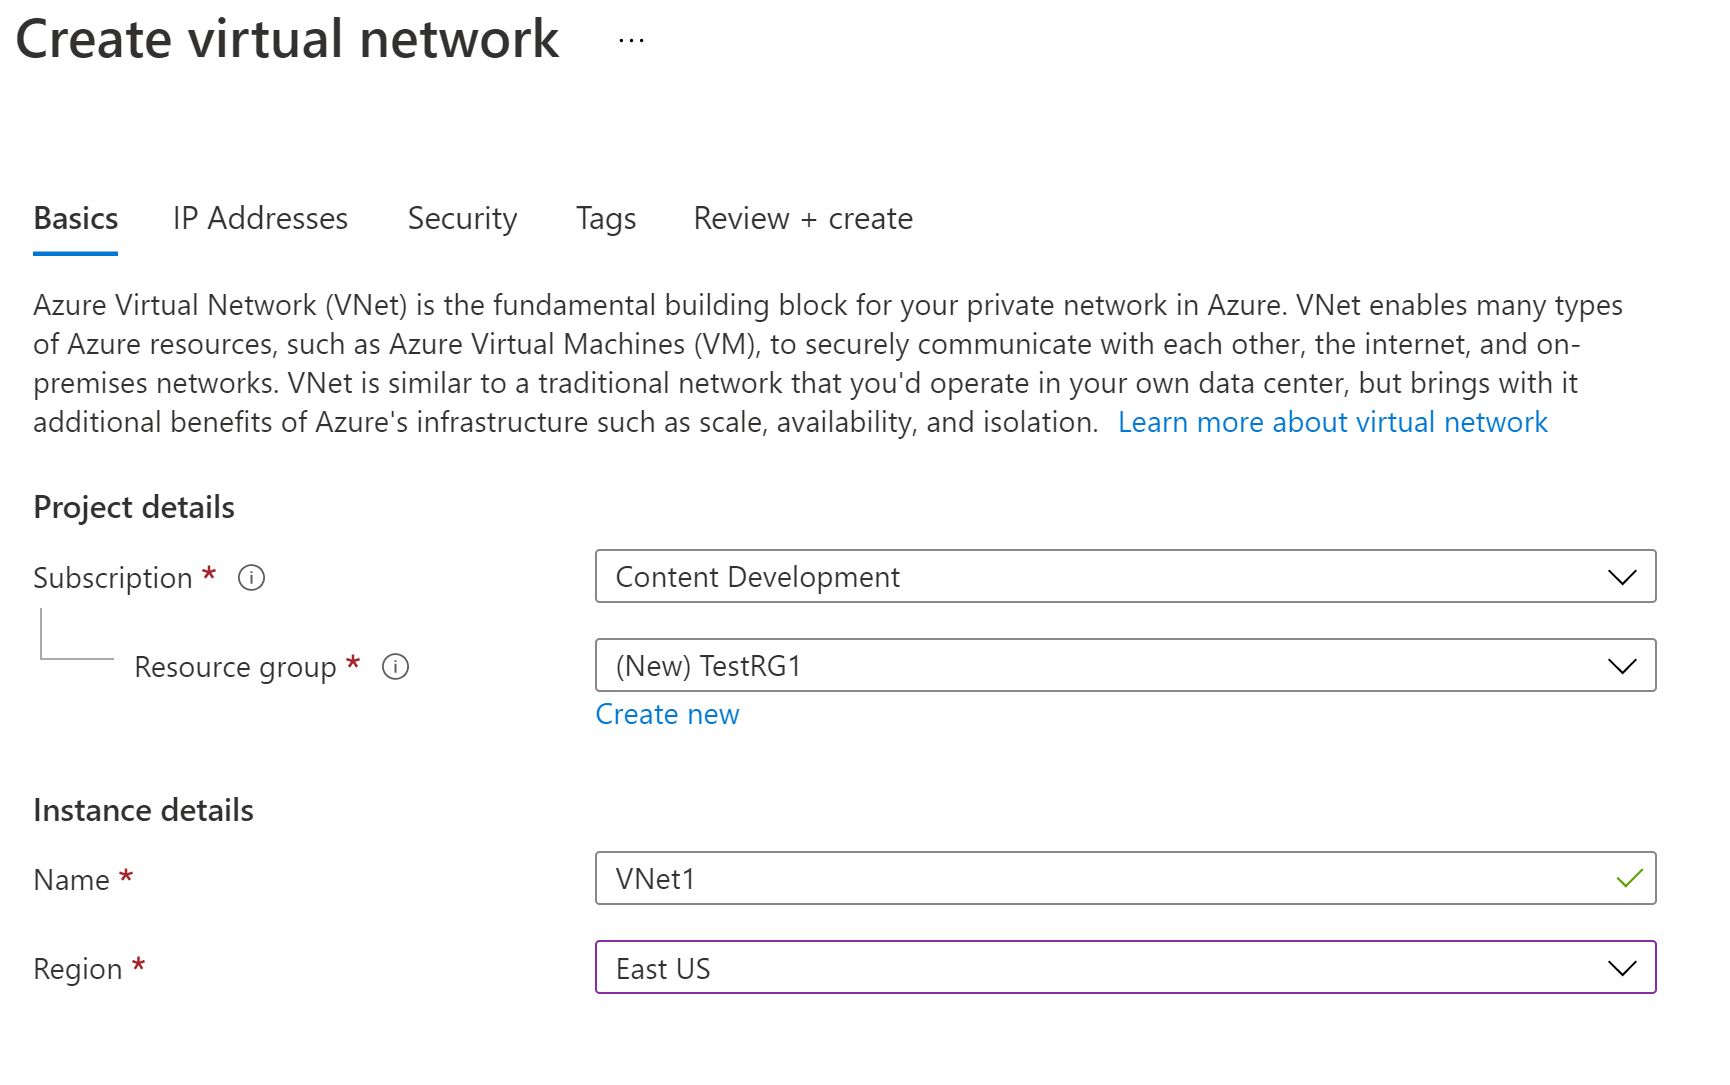 Create virtual network ...
Basics IP Addresses Security Tags Review + create
Azure Virtual Network (VNet) is the fundamental building block for your private network in Azure. VNet enables many types
of Azure resources, such as Azure Virtual Machines (VM), to securely communicate with each other, the internet, and on-
premises networks. VNet is similar to a traditional network that you'd operate in your own data center, but brings with it
additional benefits of Azure's infrastructure such as scale, availability, and isolation. Learn more about virtual network
Project details
Subscription * i Content Development
Resource group * i (New) TestRG1
Create new
Instance details
Name * VNet1
Region * East US